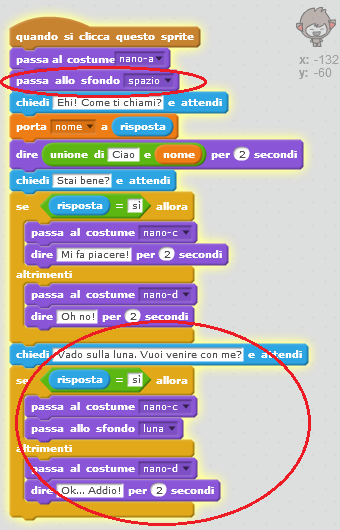 quando si clicca questo sprite
x: -132
y: -60
passa al costume nano-a
passa allo sfondo spazio
chiedi Ehi! Come ti chiami? e attendi
porta nome a risposta
dire unione di Ciao e nome per 2 secondi
chiedi Stai bene? e attendi
se risposta = si allora
passa al costume nano-c
dire Mi fa piacere! per 2 secondi
altrimenti
passa al costume nano-d
dire Oh no! per 2 secondi
chiedi Vado sulla luna. Vuoi venire con me? e attendi
se risposta = si allora
passa al costume nano-c
passa allo sfondo luna
altrimenti
passa al costume nano-d
dire Ok... Addio! per 2 secondi